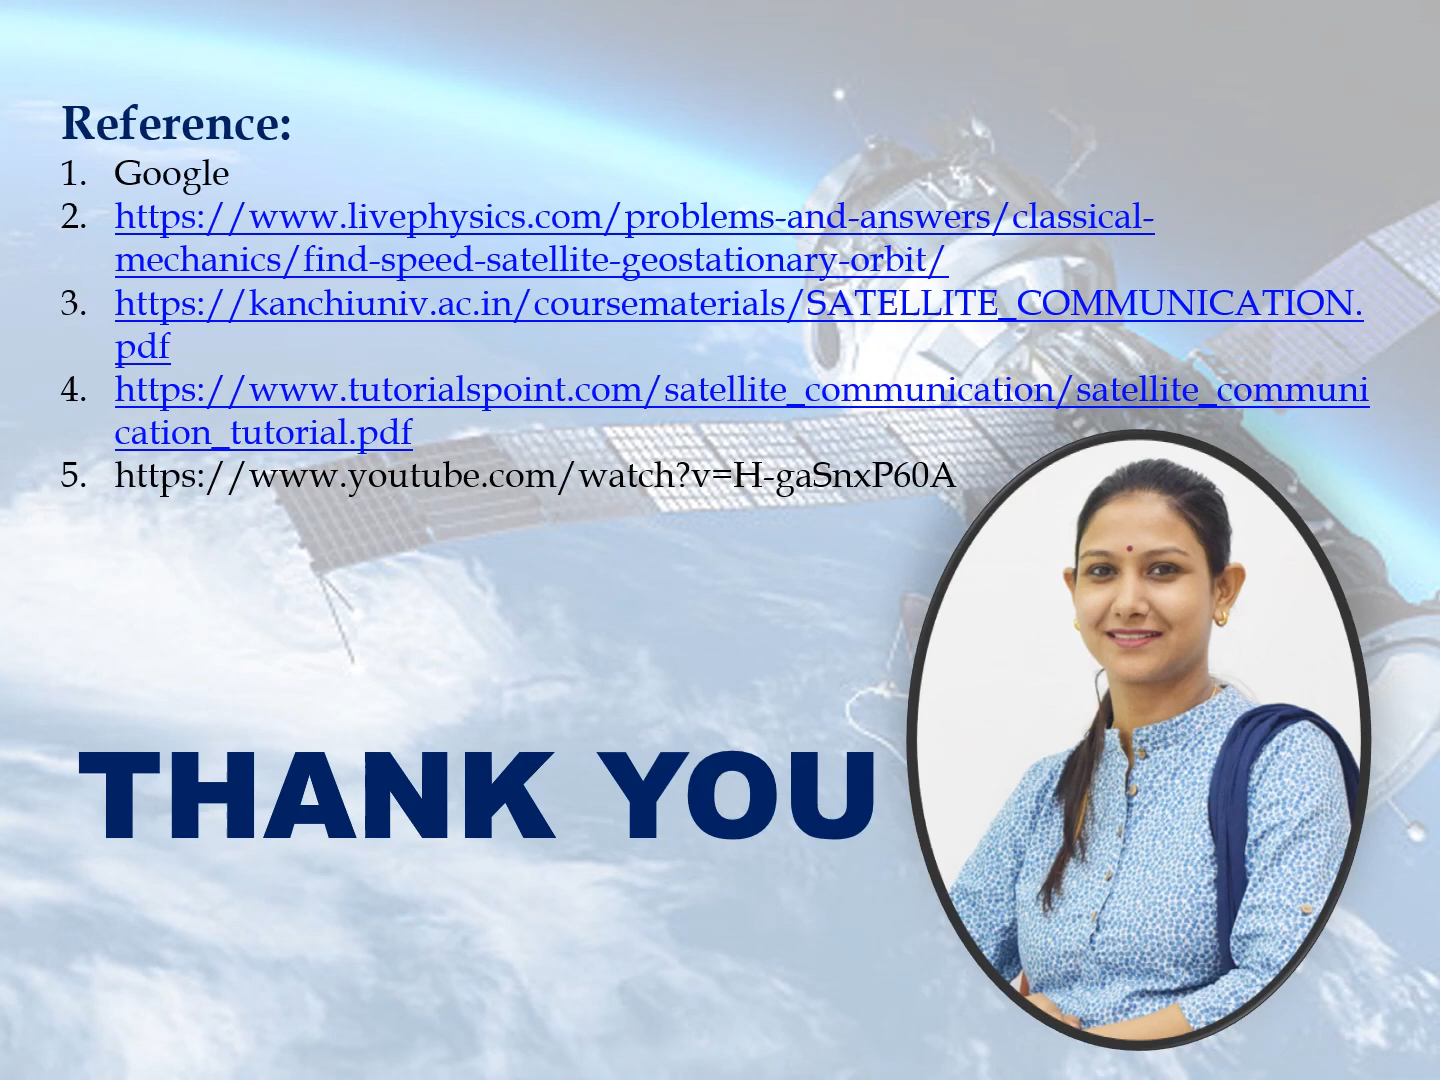 Reference:
1. Google
2. https://www.livephysics.com/problems-and-answers/classical-
mechanics/find-speed-satellite-geostationary-orbit/
3. https://kanchiuniv.ac.in/coursematerials/SATELLITE_COMMUNICATION.
pdf
4. https://www.tutorialspoint.com/satellite_communication/satellite_communi
cation_tutorial.pdf
5. https://www.youtube.com/watch?v=H-gaSnxP60A
THANK YOU